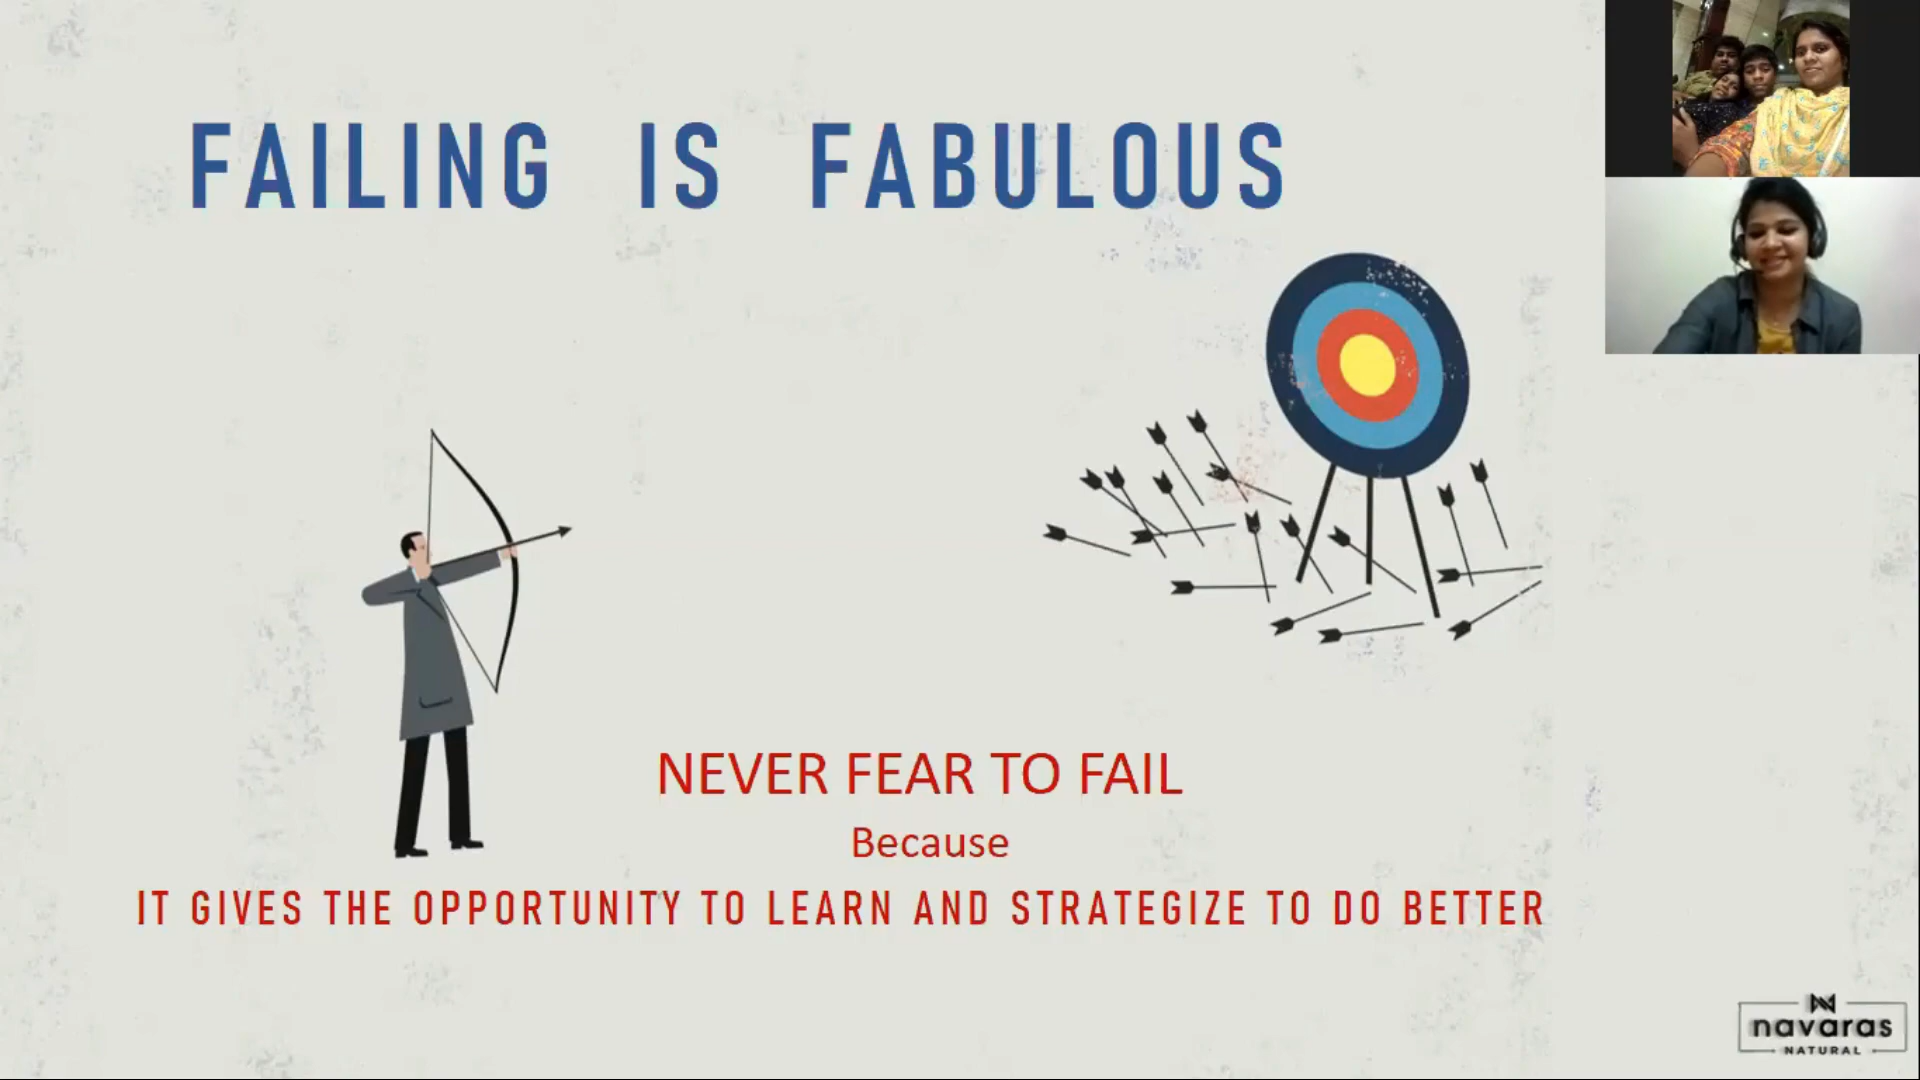 FAILING IS FABULOUS
NEVER FEAR TO FAIL
Because
IT GIVES THE OPPORTUNITY TO LEARN AND STRATEGIZE TO DO BETTER
navaras
NATURAL